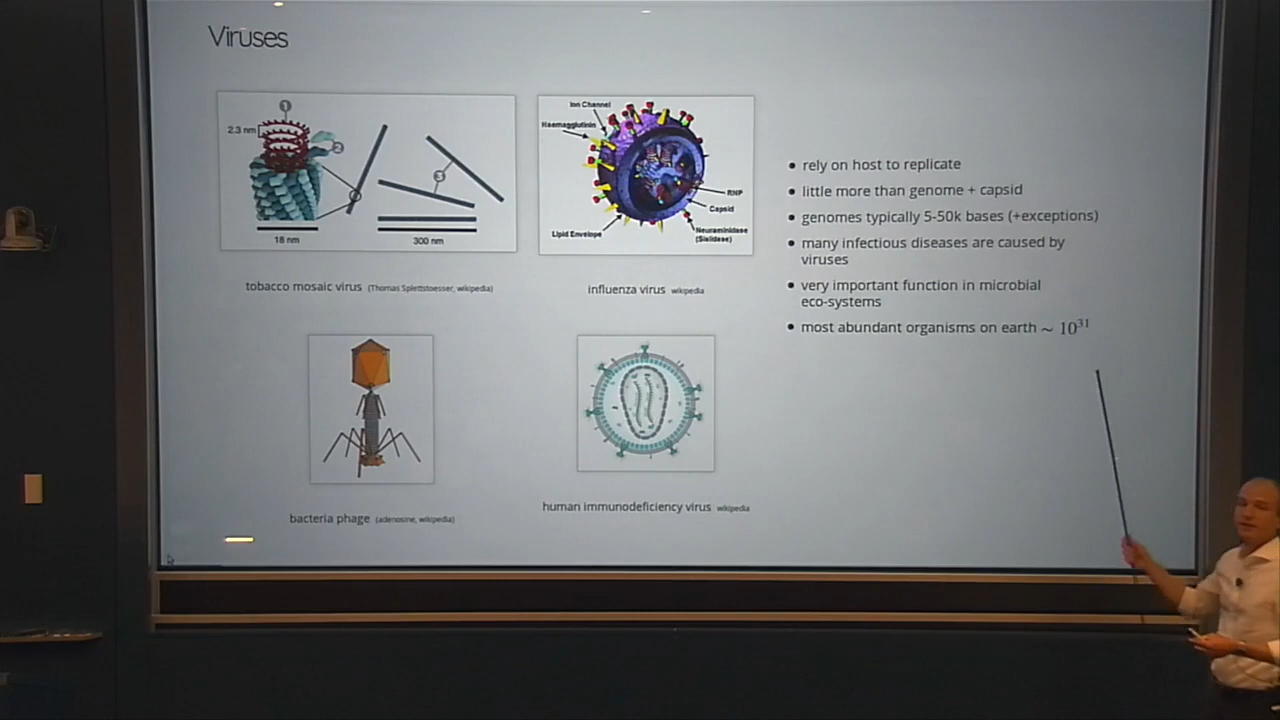 Viruses
1
2.3 nm
2
3
18 nm
300 nm
tobacco mosaic virus (Thomas Splettstoesser, wikipedia)
Ion Channel
Haemagglutinin
RNP
Capsid
Lipid Envelope
Neuraminidase
(Sialidase)
influenza virus wikipedia
bacteria phage (adenosine, wikipedia)
human immunodeficiency virus wikipedia
• rely on host to replicate
• little more than genome + capsid
• genomes typically 5-50k bases (+exceptions)
• many infectious diseases are caused by
viruses
• very important function in microbial
eco-systems
• most abundant organisms on earth ~ 10³¹